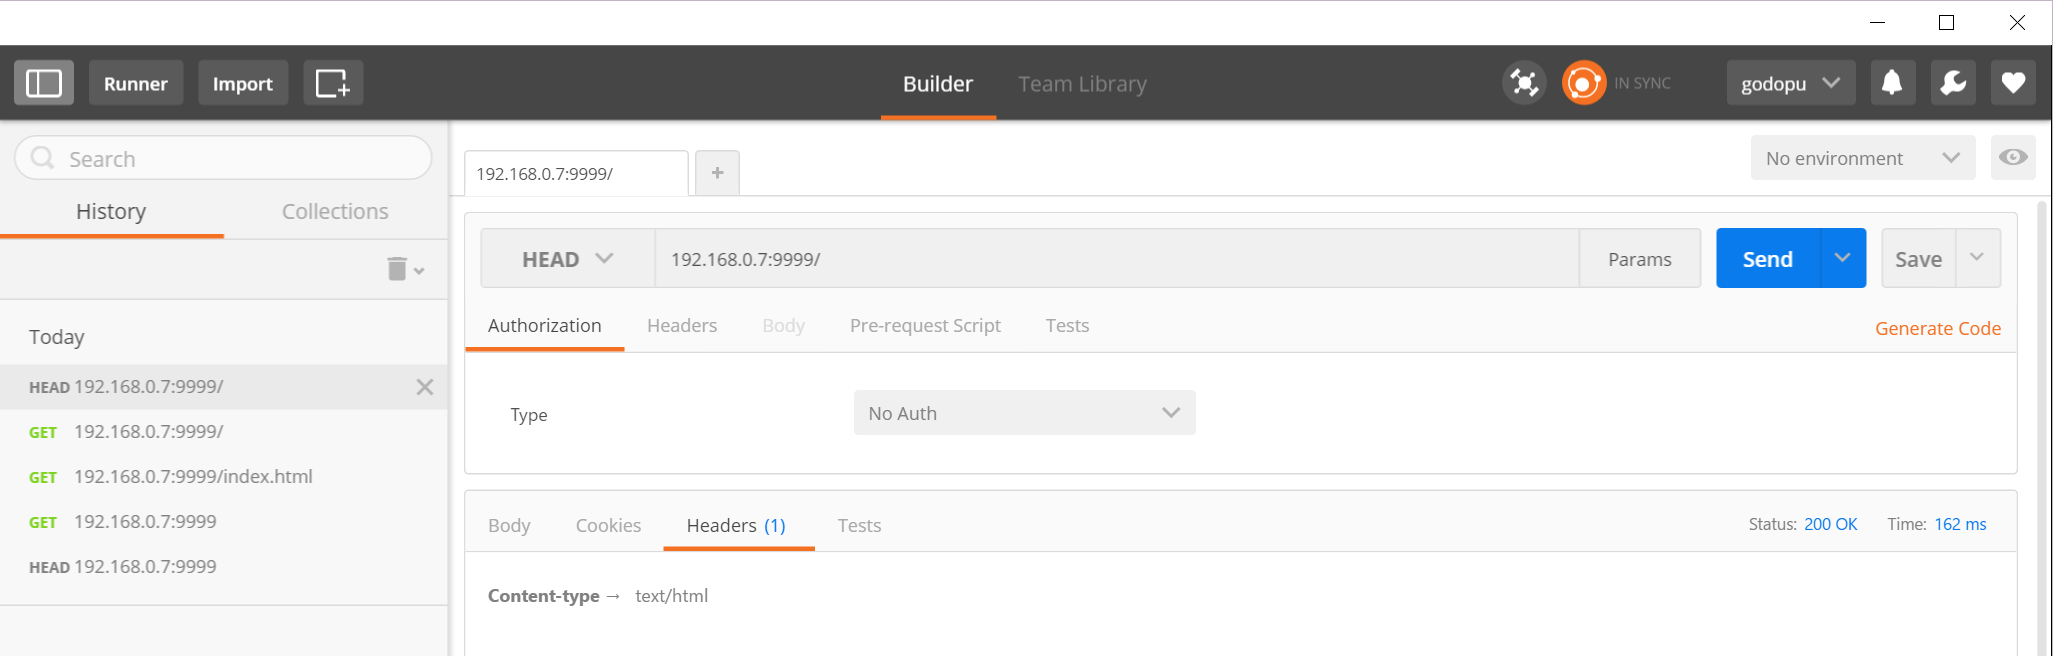 Runner Import Builder Team Library IN SYNC godopu
Search
History Collections
Today
HEAD 192.168.0.7:9999/
GET 192.168.0.7:9999/
GET 192.168.0.7:9999/index.html
GET 192.168.0.7:9999
HEAD 192.168.0.7:9999
192.168.0.7:9999/ +
No environment
HEAD 192.168.0.7:9999/ Params Send Save
Authorization Headers Body Pre-request Script Tests Generate Code
Type No Auth
Body Cookies Headers (1) Tests Status: 200 OK Time: 162 ms
Content-type → text/html